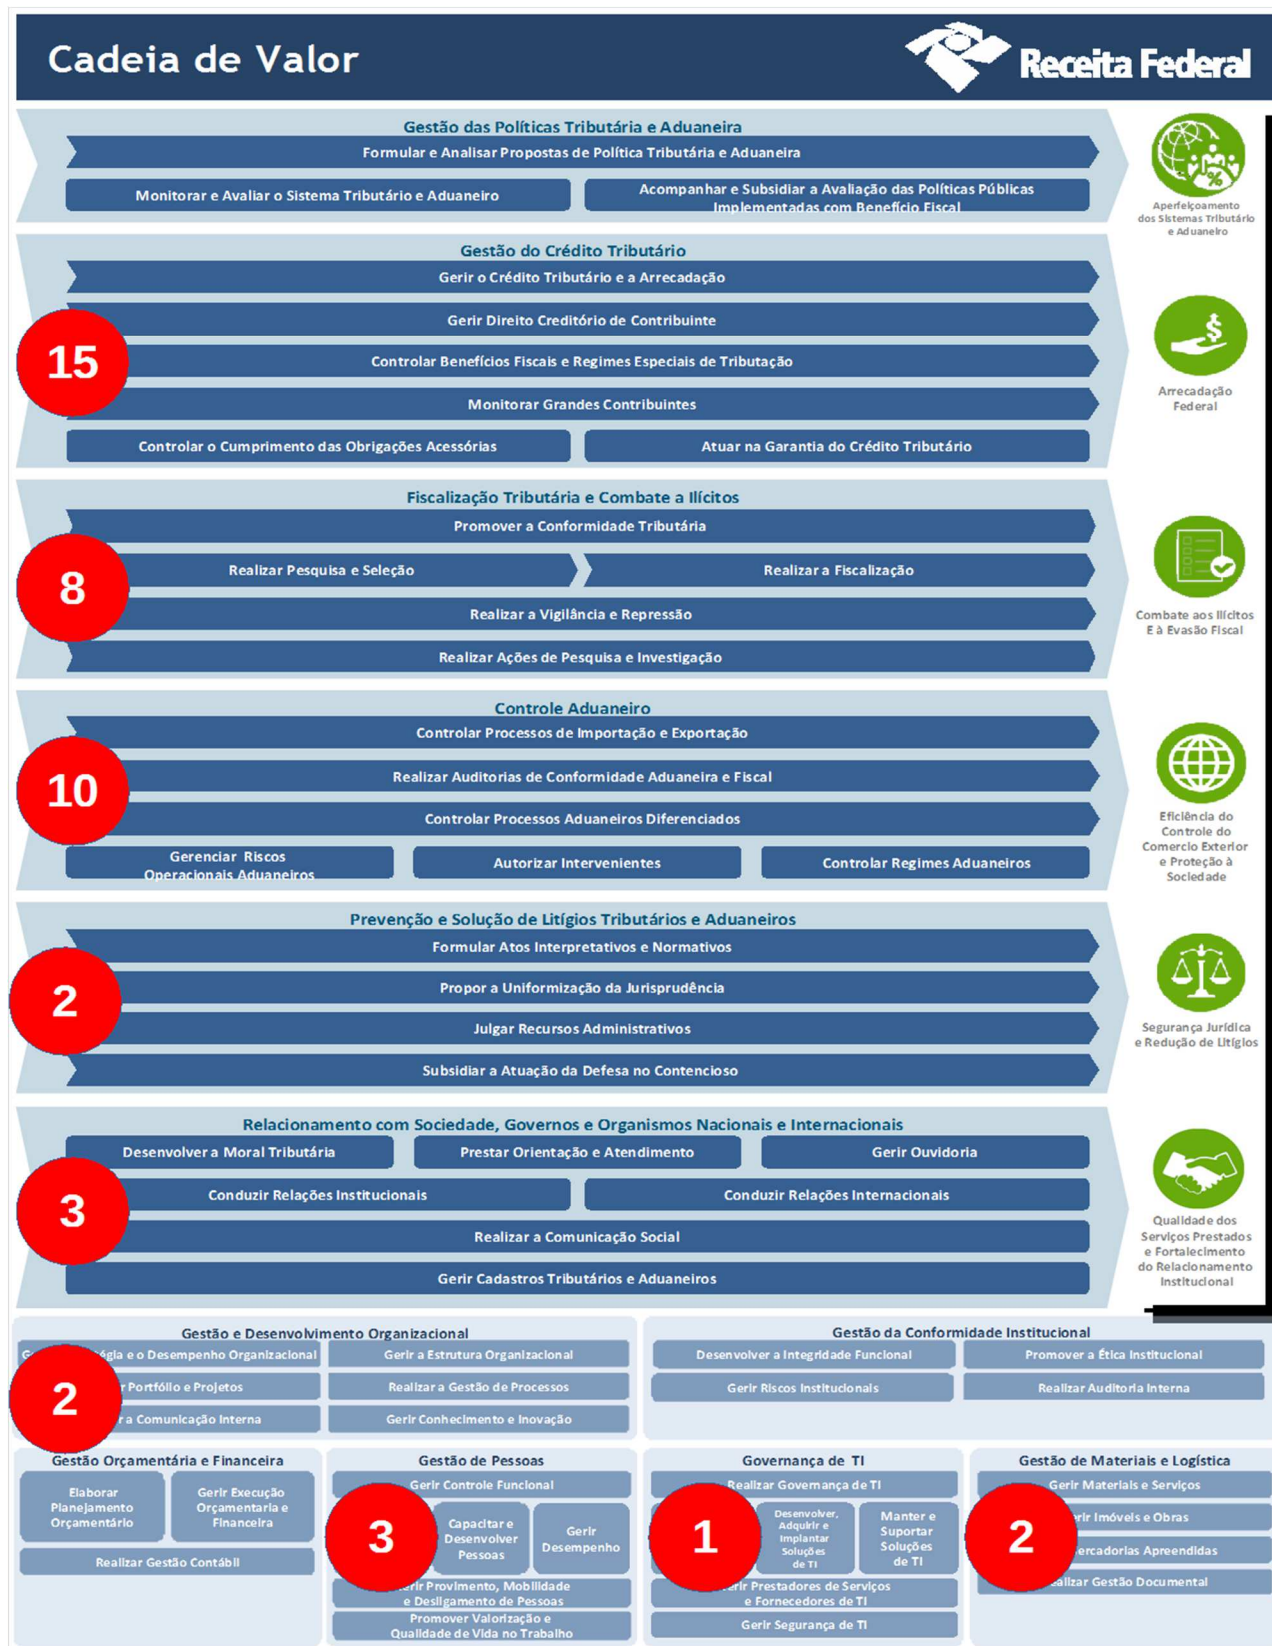 Cadeia de Valor
Receita Federal
Gestão das Políticas Tributária e Aduaneira
Formular e Analisar Propostas de Política Tributária e Aduaneira
Monitorar e Avaliar o Sistema Tributário e Aduaneiro
Acompanhar e Subsidiar a Avaliação das Políticas Públicas
Implementadas com Benefício Fiscal
Aperfeiçoamento
dos Sistemas Tributário
e Aduaneiro
Gestão do Crédito Tributário
Gerir o Crédito Tributário e a Arrecadação
Gerir Direito Creditório de Contribuinte
15
Controlar Benefícios Fiscais e Regimes Especiais de Tributação
Monitorar Grandes Contribuintes
Controlar o Cumprimento das Obrigações Acessórias
Atuar na Garantia do Crédito Tributário
Arrecadação
Federal
Fiscalização Tributária e Combate a Ilícitos
Promover a Conformidade Tributária
8
Realizar Pesquisa e Seleção
Realizar a Fiscalização
Realizar a Vigilância e Repressão
Realizar Ações de Pesquisa e Investigação
Combate aos Ilícitos
E à Evasão Fiscal
Controle Aduaneiro
Controlar Processos de Importação e Exportação
10
Realizar Auditorias de Conformidade Aduaneira e Fiscal
Controlar Processos Aduaneiros Diferenciados
Gerenciar Riscos
Operacionais Aduaneiros
Autorizar Intervenientes
Controlar Regimes Aduaneiros
Eficiência do
Controle do
Comercio Exterior
e Proteção à
Sociedade
Prevenção e Solução de Litígios Tributários e Aduaneiros
Formular Atos Interpretativos e Normativos
2
Propor a Uniformização da Jurisprudência
Julgar Recursos Administrativos
Subsidiar a Atuação da Defesa no Contencioso
Segurança Jurídica
e Redução de Litígios
Relacionamento com Sociedade, Governos e Organismos Nacionais e Internacionais
Desenvolver a Moral Tributária
Prestar Orientação e Atendimento
Gerir Ouvidoria
3
Conduzir Relações Institucionais
Conduzir Relações Internacionais
Realizar a Comunicação Social
Gerir Cadastros Tributários e Aduaneiros
Qualidade dos
Serviços Prestados
e Fortalecimento
do Relacionamento
Institucional
Gestão e Desenvolvimento Organizacional
e o Desempenho Organizacional
Gerir a Estrutura Organizacional
2
Portfólio e Projetos
Realizar a Gestão de Processos
a Comunicação Interna
Gerir Conhecimento e Inovação
Gestão da Conformidade Institucional
Desenvolver a Integridade Funcional
Promover a Ética Institucional
Gerir Riscos Institucionais
Realizar Auditoria Interna
Gestão Orçamentária e Financeira
Elaborar
Planejamento
Orçamentário
Gerir Execução
Orçamentaria e
Financeira
Realizar Gestão Contábil
Gestão de Pessoas
Gerir Controle Funcional
3
Capacitar e
Desenvolver
Pessoas
Gerir
Desempenho
Provimento, Mobilidade
e Desligamento de Pessoas
Promover Valorização e
Qualidade de Vida no Trabalho
Governança de TI
Realizar Governança de TI
1
Desenvolver,
Adquirir e
Implantar
Soluções
de TI
Manter e
Suportar
Soluções
de TI
Prestadores de Serviços
e Fornecedores de TI
Gerir Segurança de TI
Gestão de Materiais e Logística
Gerir Materiais e Serviços
2
Imóveis e Obras
Mercadorias Apreendidas
Gestão Documental